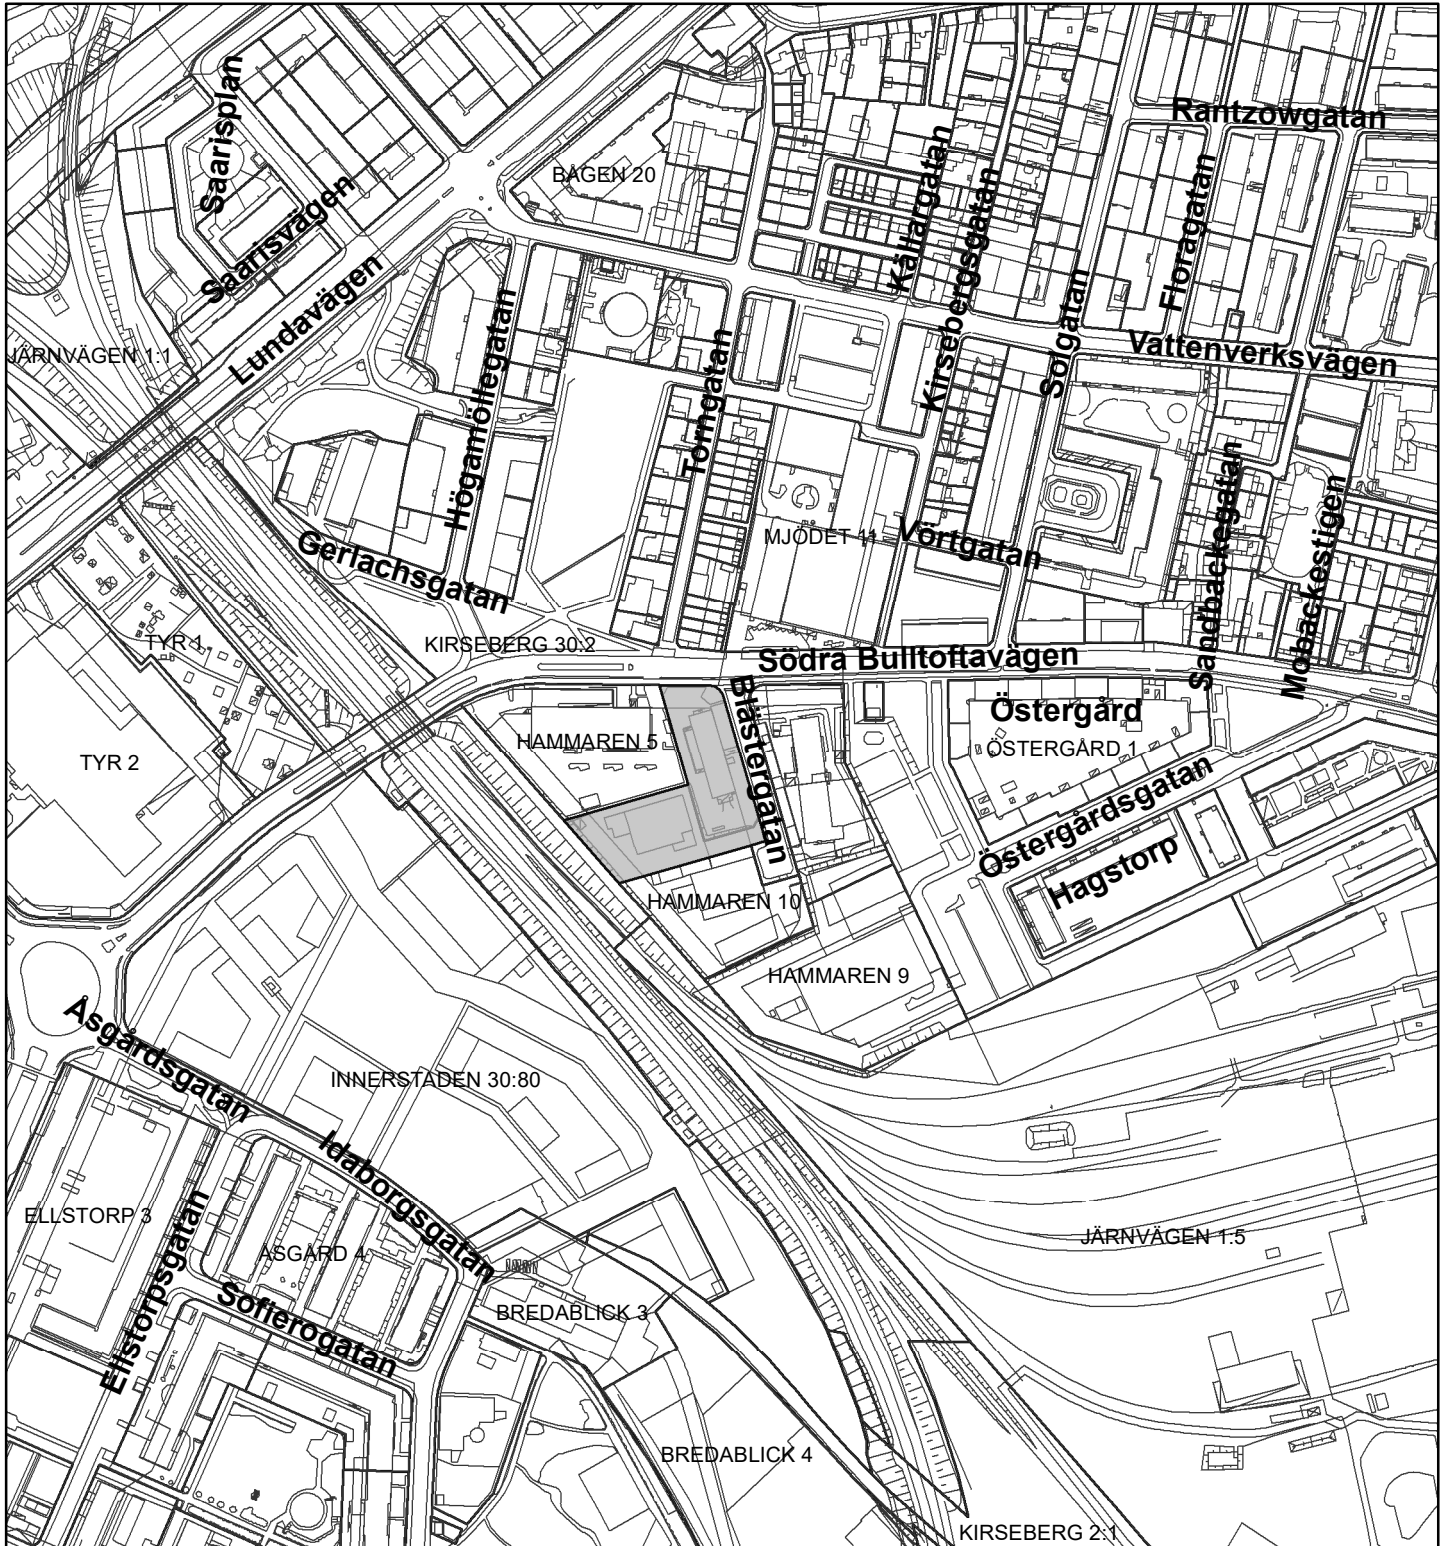 Saarisplan
Rantzowgatan
BÅGEN 20
Källargatan
Floragatan
Kirsebergsgatan
Saarisvägen
Lundavägen
Solgatan
JÄRNVÄGEN 1:1
Högamöllegatan
Torngatan
Vattenverksvägen
Sandbackegatan
Mobackestigen
MJÖDET 11
Vörtgatan
Gerlachsgatan
TYR 1
KIRSEBERG 30:2
Södra Bulltoftavägen
Blästergatan
Östergård
HAMMAREN 5
ÖSTERGÅRD 1
TYR 2
Östergårdsgatan
Hagstorp
HAMMAREN 10
HAMMAREN 9
Åsgårdsgatan
INNERSTADEN 30:80
Idaborgsgatan
ELLSTORP 3
Ellstorpsgatan
ÅSGÅRD 4
JÄRNVÄGEN 1:5
Sofierogatan
BREDABLICK 3
BREDABLICK 4
KIRSEBERG 2:1